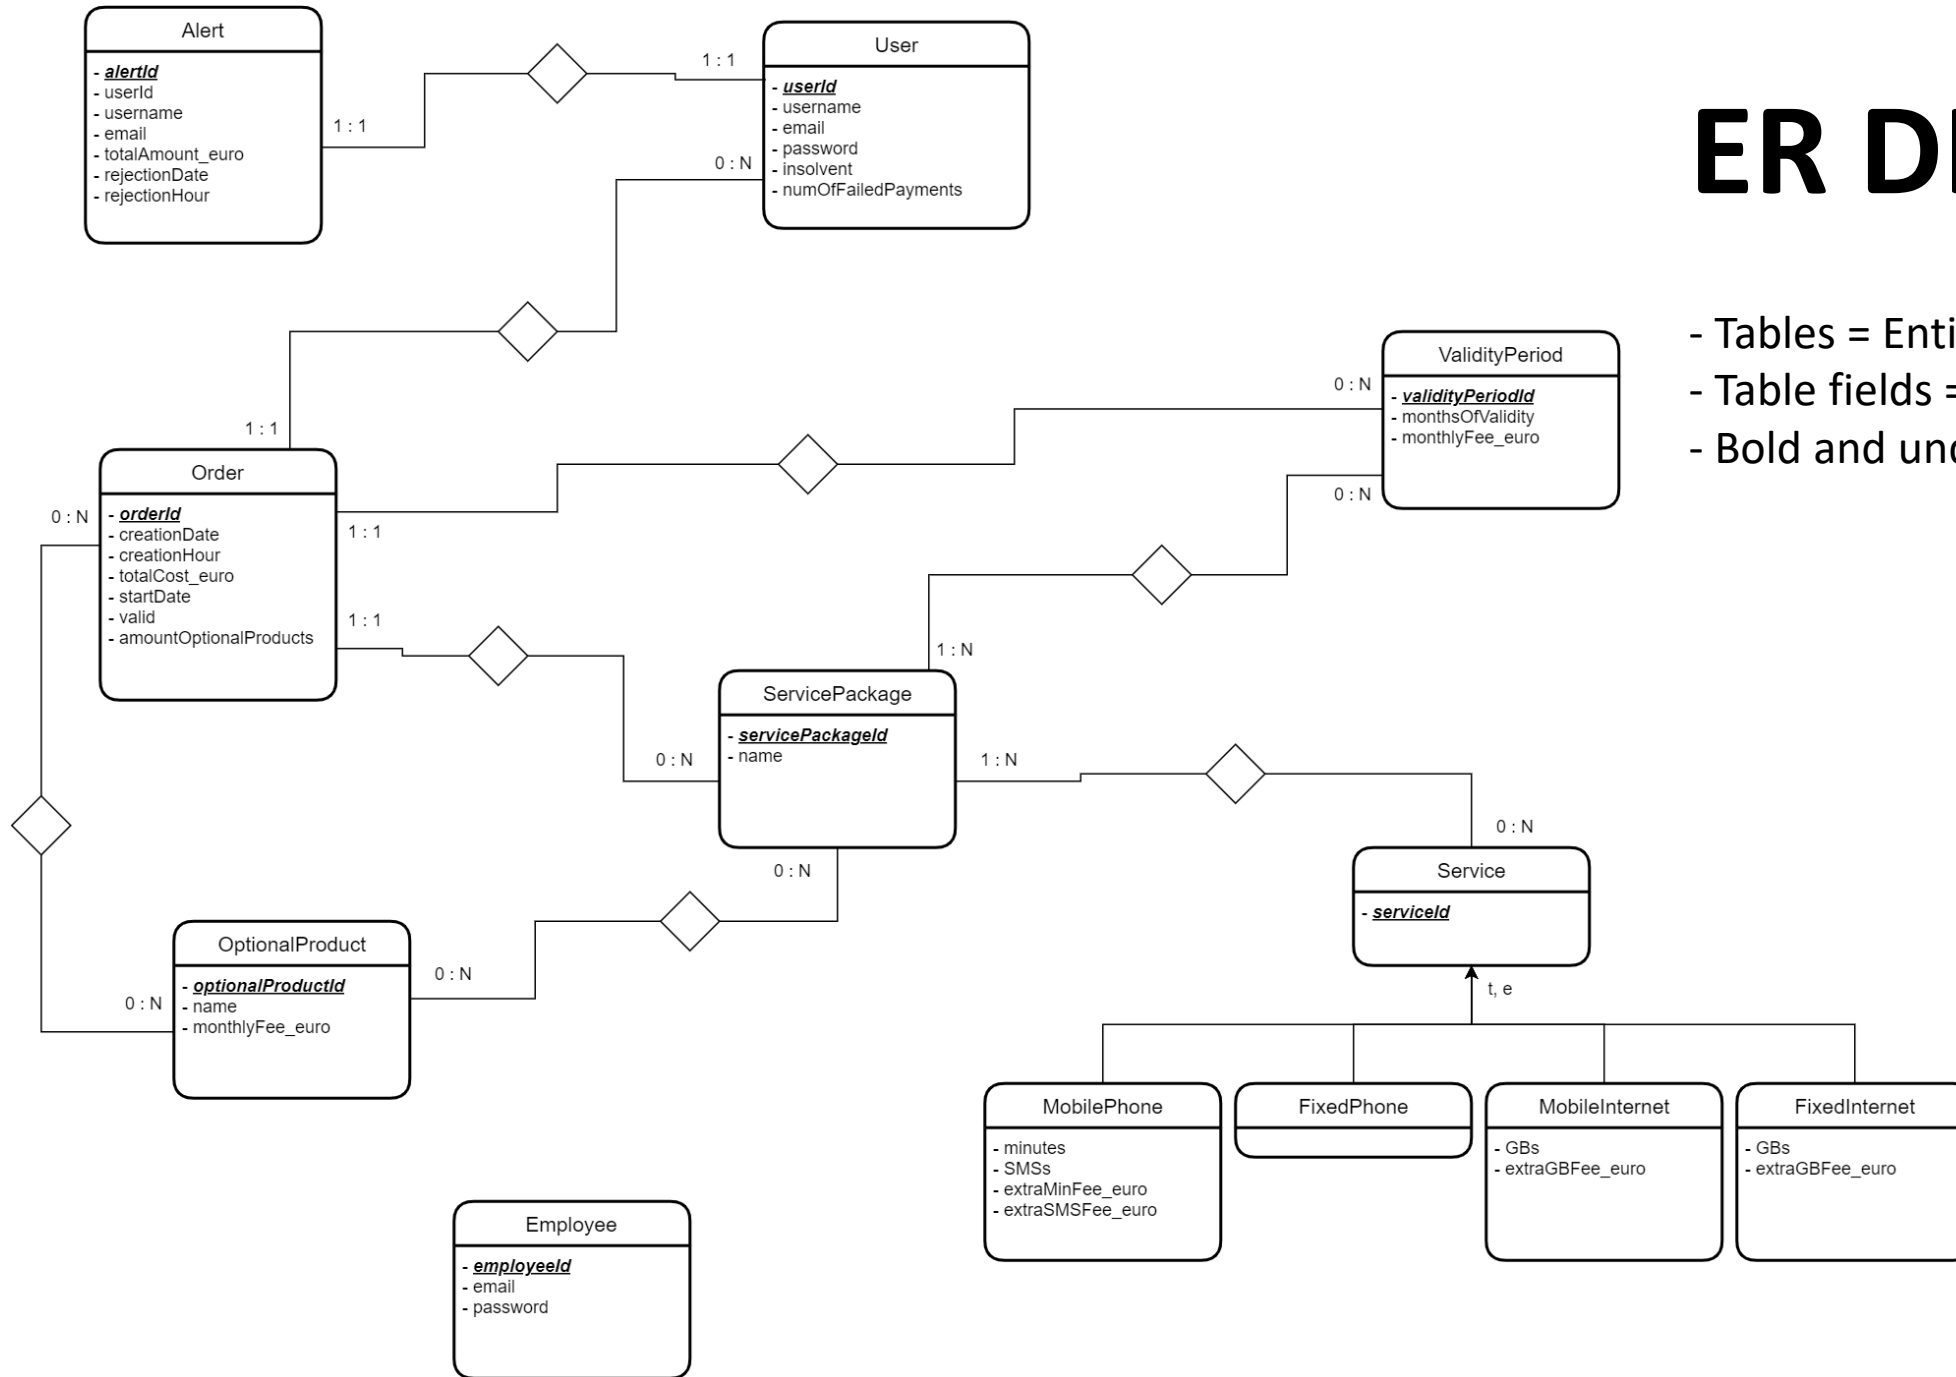 Alert
- alertId
- userId
- username
- email
- totalAmount_euro
- rejectionDate
- rejectionHour
1 : 1
1 : 1
User
- userId
- username
- email
- password
- insolvent
- numOfFailedPayments
0 : N
1 : 1
ER DI
- Tables = Enti
- Table fields =
- Bold and und
ValidityPeriod
- validityPeriodId
- monthsOfValidity
- monthlyFee_euro
0 : N
0 : N
Order
- orderId
- creationDate
- creationHour
- totalCost_euro
- startDate
- valid
- amountOptionalProducts
0 : N
1 : 1
1 : 1
1 : N
ServicePackage
- servicePackageId
- name
0 : N
1 : N
0 : N
0 : N
Service
- serviceId
t, e
OptionalProduct
- optionalProductId
- name
- monthlyFee_euro
0 : N
0 : N
MobilePhone
- minutes
- SMSs
- extraMinFee_euro
- extraSMSFee_euro
FixedPhone
MobileInternet
- GBs
- extraGBFee_euro
FixedInternet
- GBs
- extraGBFee_euro
Employee
- employeeId
- email
- password